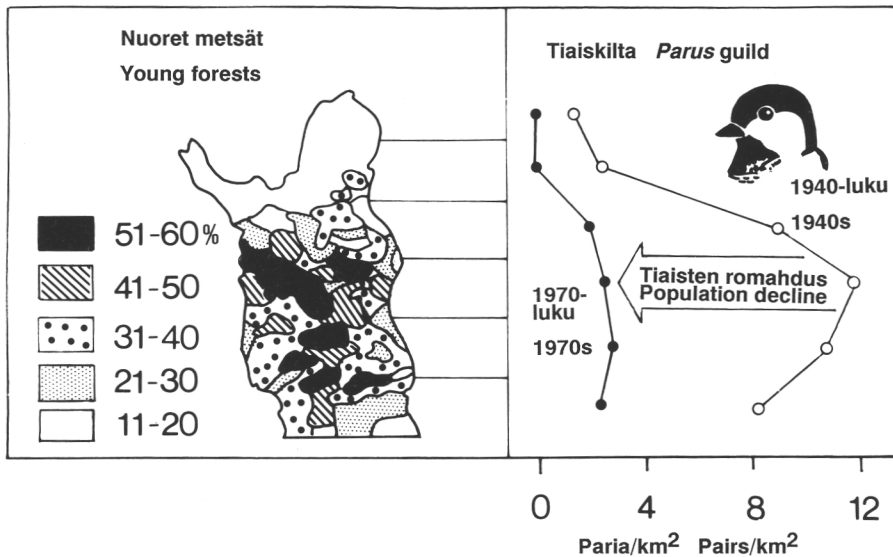 Nuoret metsät
Young forests
51-60%
41-50
31-40
21-30
11-20
Tiaiskilta Parus guild
1940-luku
1940s
Tiaisten romahdus
Population decline
1970-
luku
1970s
0 4 8 12
Paria/km² Pairs/km²